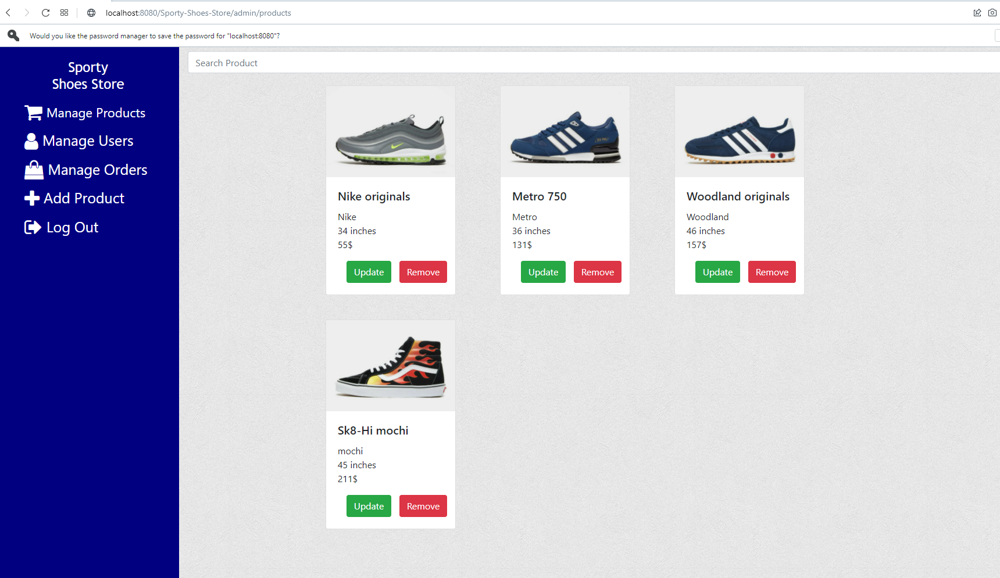 localhost:8080/Sporty-Shoes-Store/admin/products
Would you like the password manager to save the password for "localhost:8080"?
Sporty
Shoes Store
Manage Products
Manage Users
Manage Orders
Add Product
Log Out
Search Product
Nike originals
Nike
34 inches
55$
Update Remove
Metro 750
Metro
36 inches
131$
Update Remove
Woodland originals
Woodland
46 inches
157$
Update Remove
Sk8-Hi mochi
mochi
45 inches
211$
Update Remove